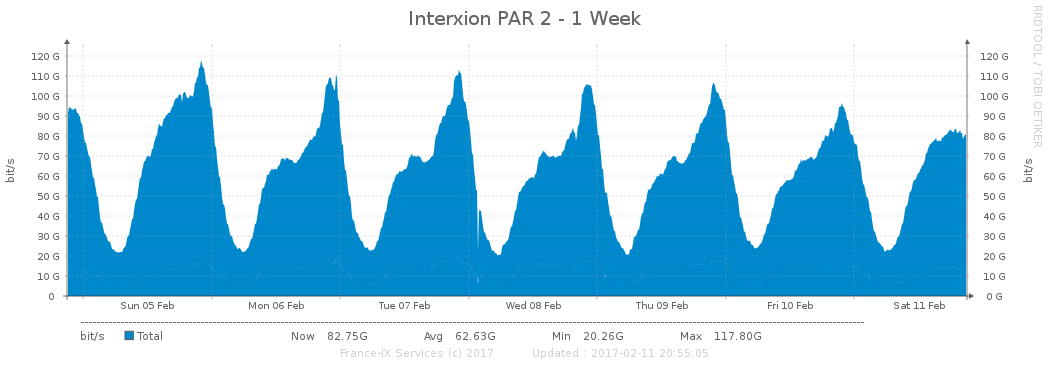 Interxion PAR 2 - 1 Week
RRDTOOL / TOBI OETIKER
bit/s
120 G 120 G
110 G 110 G
100 G 100 G
90 G 90 G
80 G 80 G
70 G 70 G
60 G 60 G
50 G 50 G
40 G 40 G
30 G 30 G
20 G 20 G
10 G 10 G
0 0 G
bit/s
Sun 05 Feb Mon 06 Feb Tue 07 Feb Wed 08 Feb Thu 09 Feb Fri 10 Feb Sat 11 Feb
bit/s Total Now 82.75G Avg 62.63G Min 20.26G Max 117.80G
France-IX Services (c) 2017 Updated : 2017-02-11 20:55:05